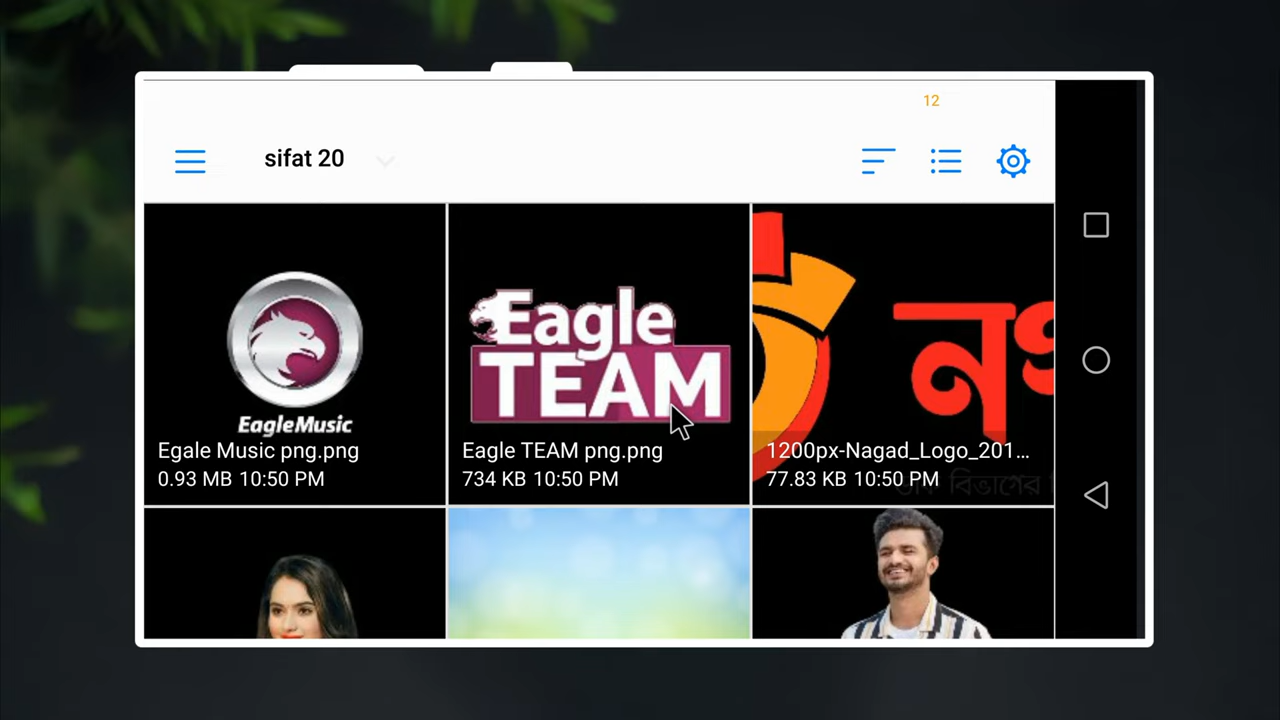 12
sifat 20
EagleMusic
Egale Music png.png
0.93 MB 10:50 PM
Eagle
TEAM
Eagle TEAM png.png
734 KB 10:50 PM
1200px-Nagad_Logo_201...
77.83 KB 10:50 PM
বিভাগের